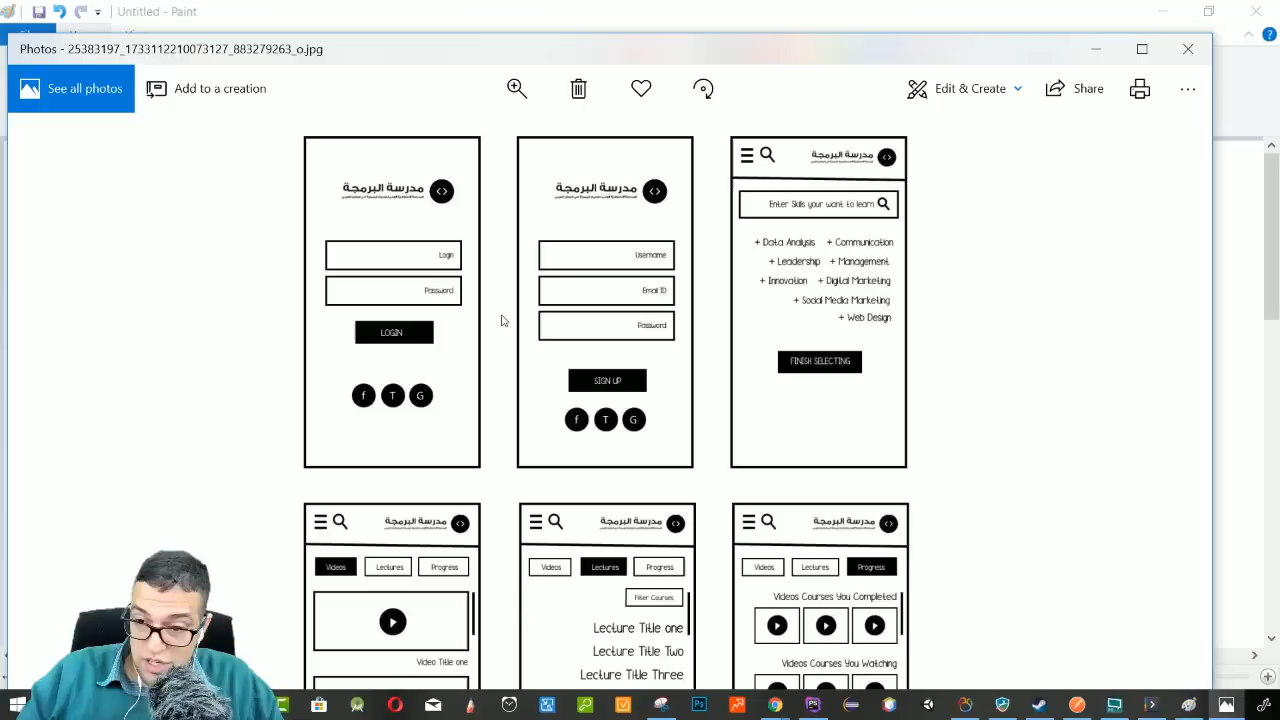 Untitled - Paint
Photos - 25383197_1733112210073127_883279263_o.jpg
See all photos
Add to a creation
Edit & Create
Share
مدرسة البرمجة
Login
Password
LOGIN
f T G
مدرسة البرمجة
Username
Email ID
Password
SIGN UP
f T G
مدرسة البرمجة
Enter Skills your want to learn
+ Data Analysis + Communication
+ Leadership + Management
+ Innovation + Digital Marketing
+ Social Media Marketing
+ Web Design
FINISH SELECTING
مدرسة البرمجة
Videos Lectures Progress
Video Title one
مدرسة البرمجة
Videos Lectures Progress
Filter Courses
Lecture Title one
Lecture Title Two
Lecture Title Three
مدرسة البرمجة
Videos Lectures Progress
Videos Courses You Completed
Videos Courses You Watching